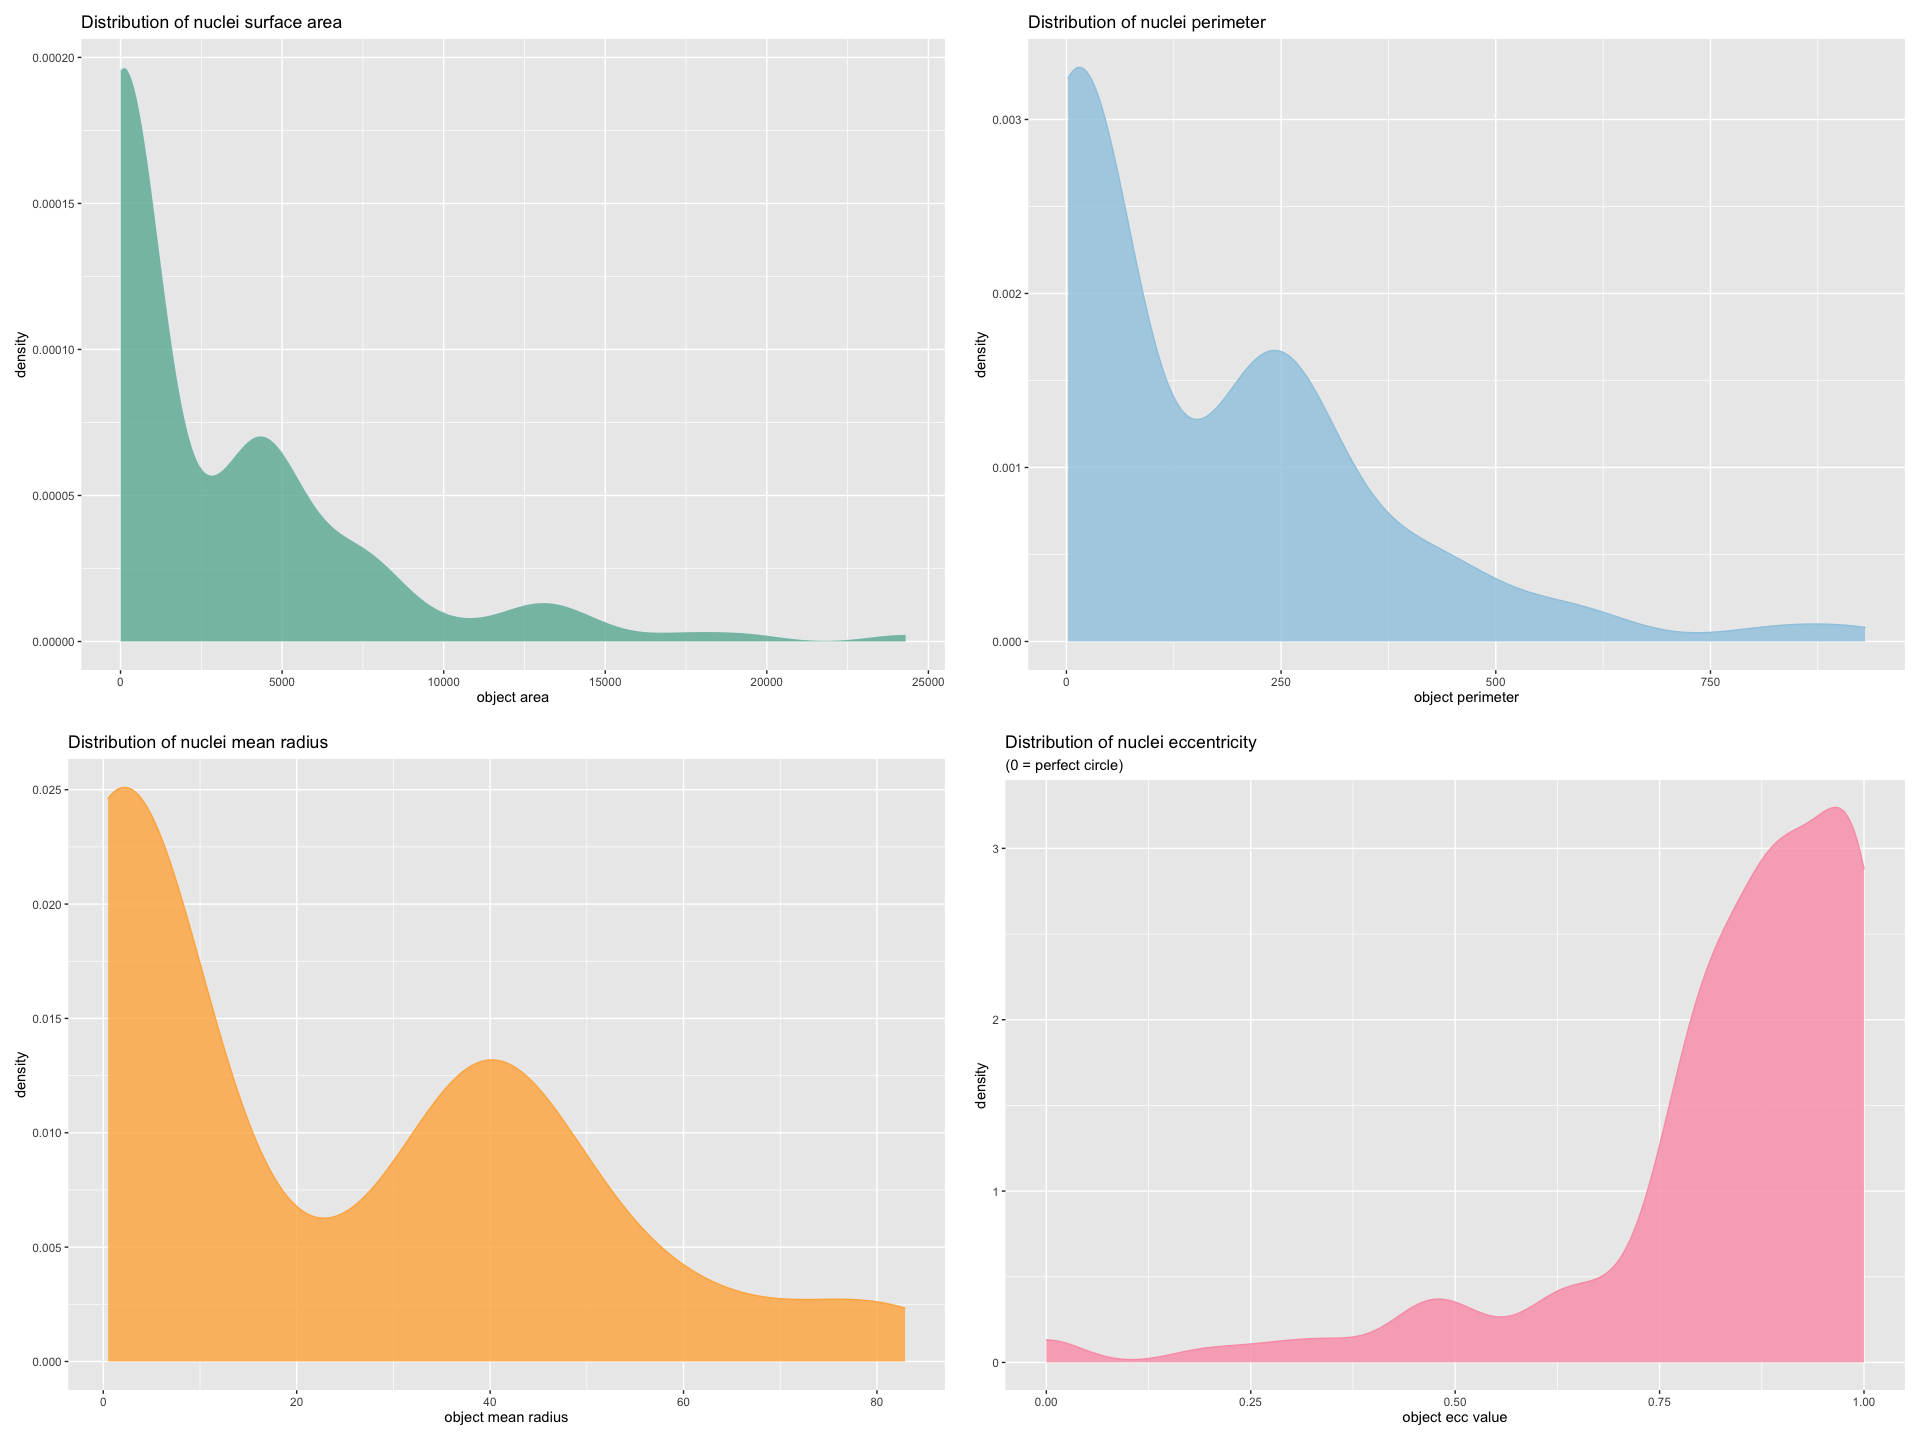 Distribution of nuclei surface area
density
0.00020
0.00015
0.00010
0.00005
0.00000
0 5000 10000 15000 20000 25000
object area
Distribution of nuclei perimeter
density
0.003
0.002
0.001
0.000
0 250 500 750
object perimeter
Distribution of nuclei mean radius
density
0.025
0.020
0.015
0.010
0.005
0.000
0 20 40 60 80
object mean radius
Distribution of nuclei eccentricity
(0 = perfect circle)
density
3
2
1
0
0.00 0.25 0.50 0.75 1.00
object ecc value